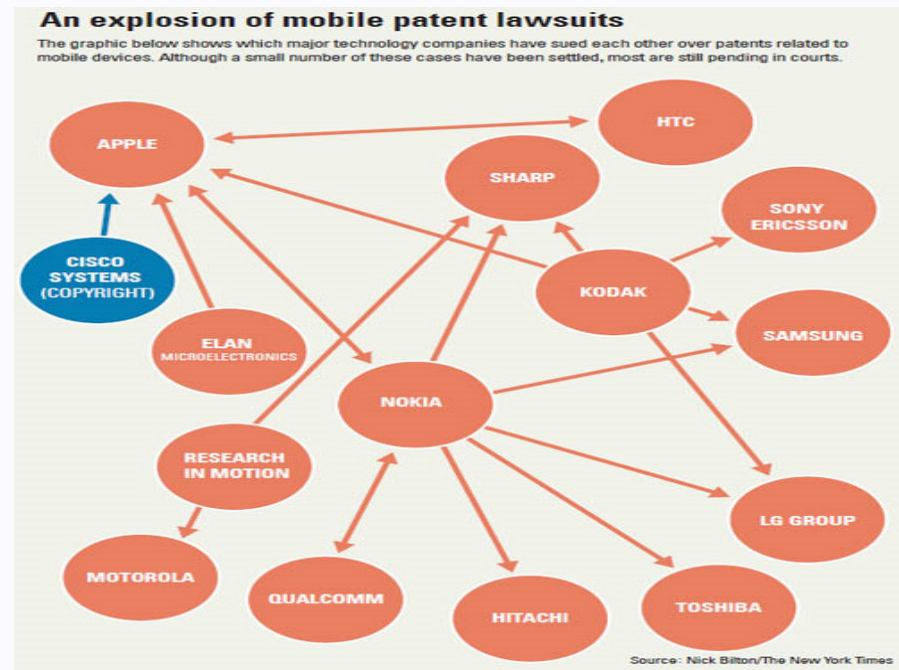 An explosion of mobile patent lawsuits
The graphic below shows which major technology companies have sued each other over patents related to
mobile devices. Although a small number of these cases have been settled, most are still pending in courts.
HTC
APPLE
SHARP
SONY
ERICSSON
CISCO
SYSTEMS
(COPYRIGHT)
KODAK
SAMSUNG
ELAN
MICROELECTRONICS
NOKIA
RESEARCH
IN MOTION
LG GROUP
MOTOROLA
QUALCOMM
HITACHI
TOSHIBA
Source: Nick Bilton/The New York Times